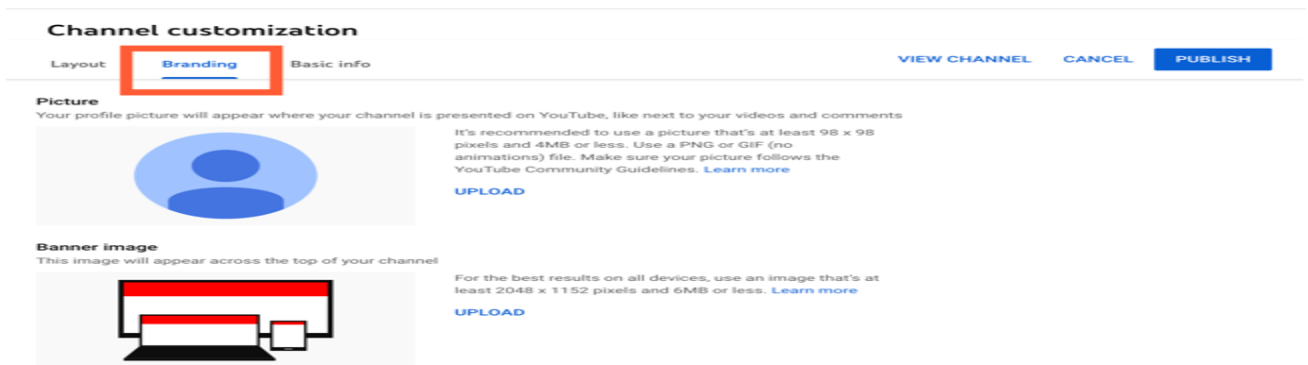 Channel customization
Layout Branding Basic info VIEW CHANNEL CANCEL PUBLISH
Picture
Your profile picture will appear where your channel is presented on YouTube, like next to your videos and comments
It's recommended to use a picture that's at least 98 x 98
pixels and 4MB or less. Use a PNG or GIF (no
animations) file. Make sure your picture follows the
YouTube Community Guidelines. Learn more
UPLOAD
Banner image
This image will appear across the top of your channel
For the best results on all devices, use an image that's at
least 2048 x 1152 pixels and 6MB or less. Learn more
UPLOAD